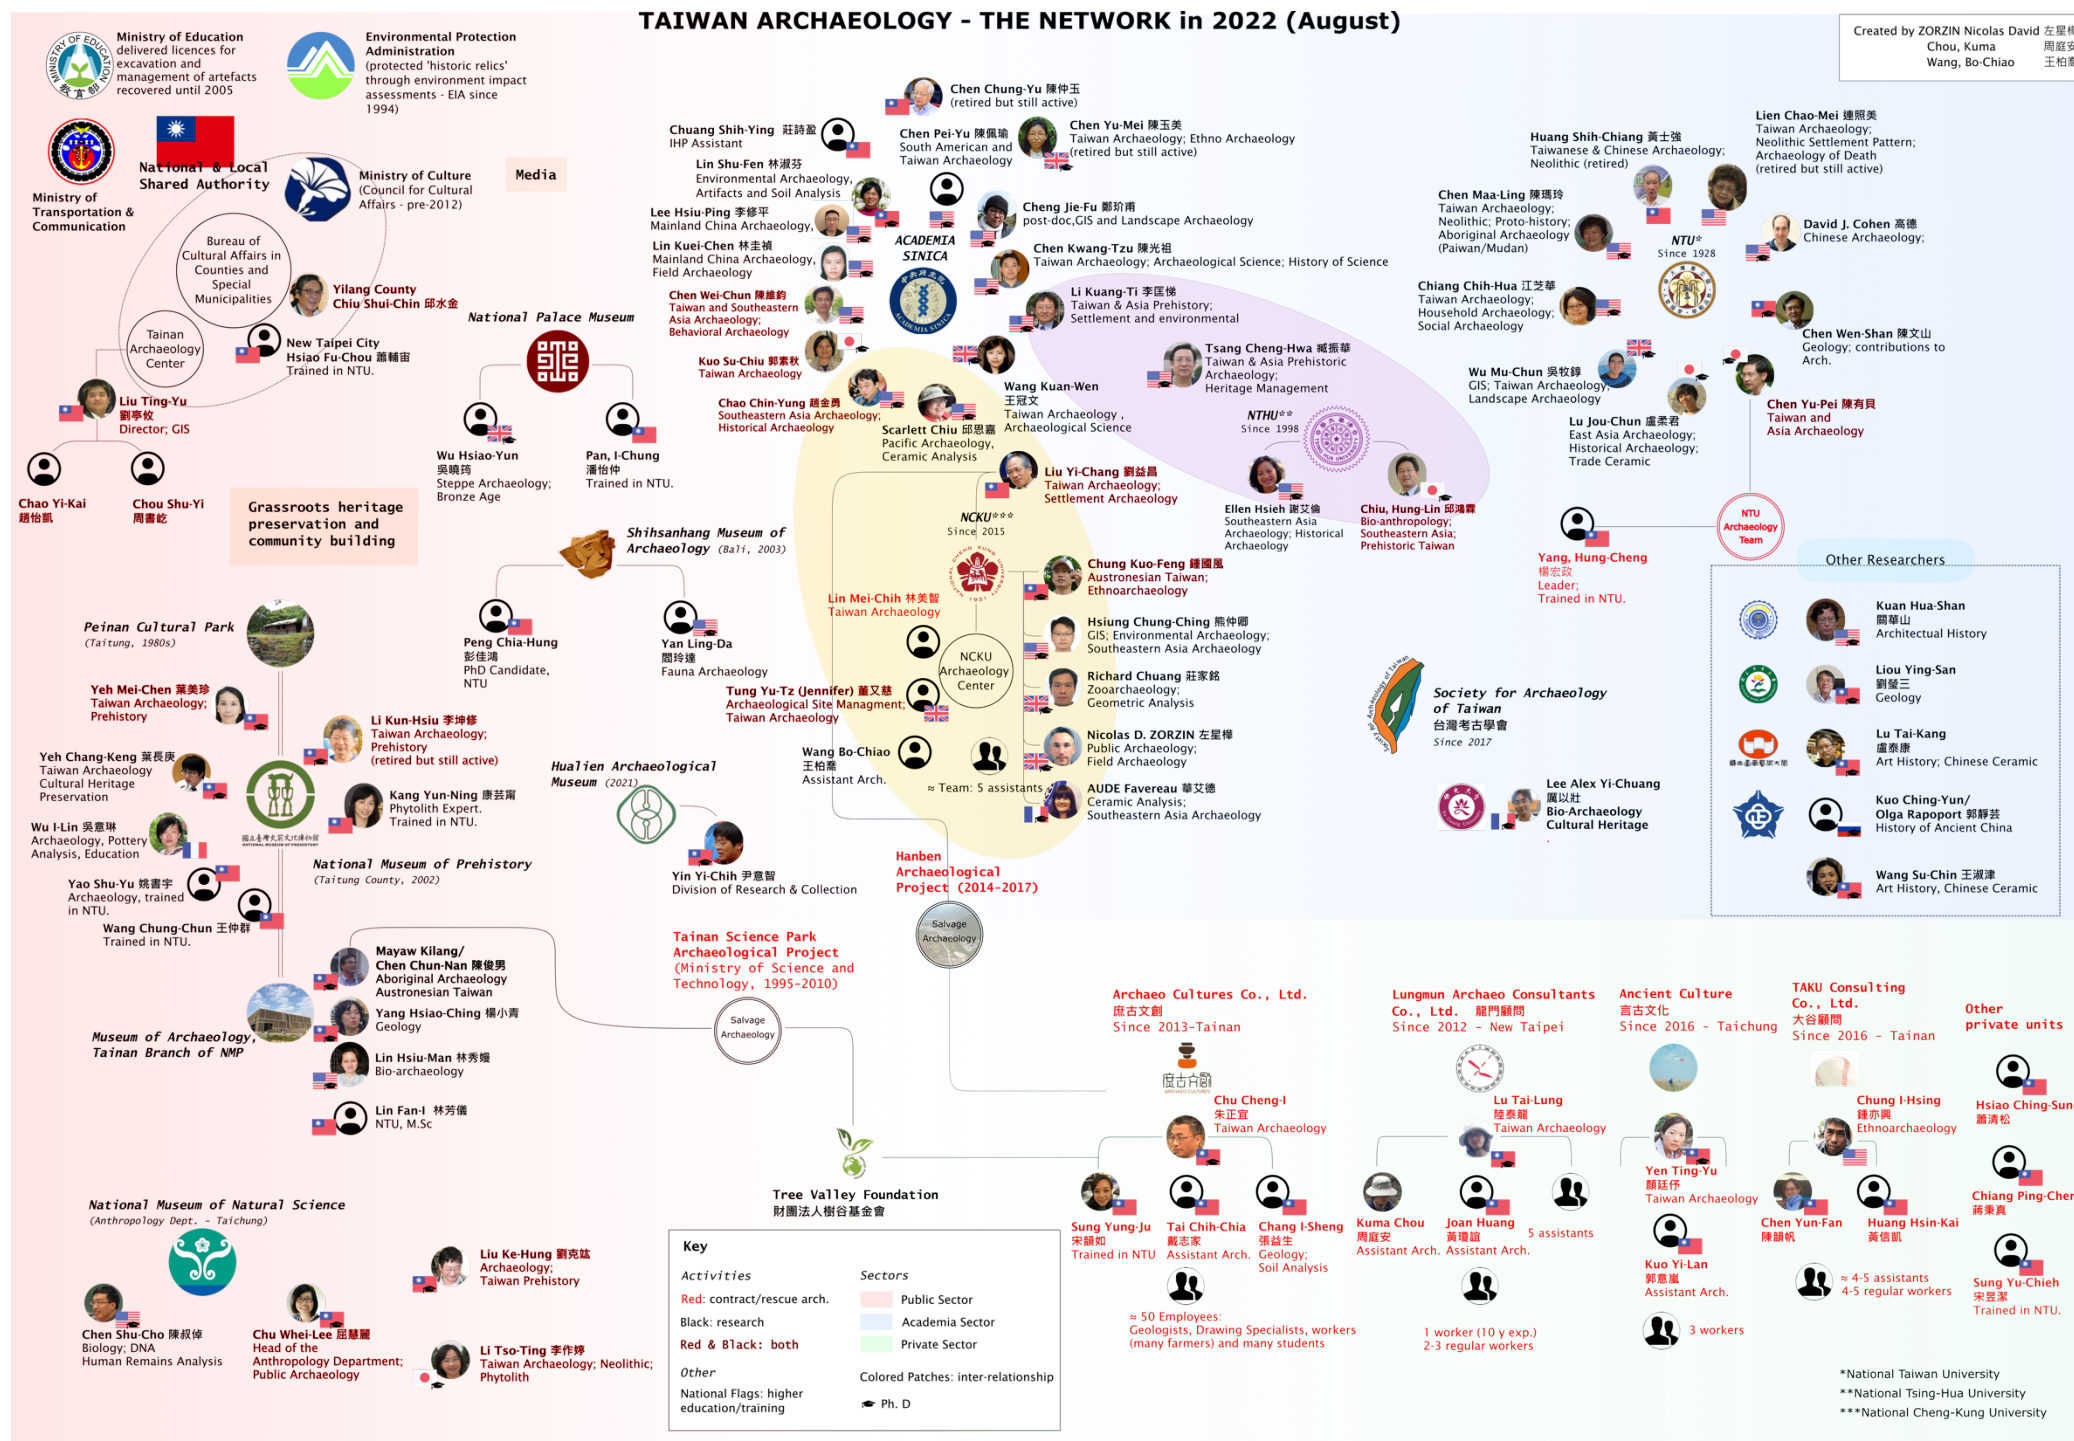 TAIWAN ARCHAEOLOGY - THE NETWORK in 2022 (August)
Created by ZORZIN Nicolas David 左星樺
Chou, Kuma 周庭安
Wang, Bo-Chiao 王柏喬
MINISTRY OF EDUCATION
教育部
Ministry of Education
delivered licences for
excavation and
management of artefacts
recovered until 2005
Environmental Protection
Administration
(protected 'historic relics'
through environment impact
assessments - EIA since
1994)
Ministry of
Transportation &
Communication
National & Local
Shared Authority
Ministry of Culture
(Council for Cultural
Affairs - pre-2012)
Media
Bureau of
Cultural Affairs in
Counties and
Special
Municipalities
Yilang County
Chiu Shui-Chin 邱水金
Tainan
Archaeology
Center
New Taipei City
Hsiao Fu-Chou 蕭輔宙
Trained in NTU.
Liu Ting-Yu
劉亭攸
Director; GIS
Chao Yi-Kai
趙怡凱
Chou Shu-Yi
周書屹
National Palace Museum
Wu Hsiao-Yun
吳曉筠
Steppe Archaeology;
Bronze Age
Pan, I-Chung
潘怡仲
Trained in NTU.
Grassroots heritage
preservation and
community building
Shihsanhang Museum of
Archaeology (Bali, 2003)
Peng Chia-Hung
彭佳鴻
PhD Candidate,
NTU
Yan Ling-Da
閻玲達
Fauna Archaeology
Chen Chung-Yu 陳仲玉
(retired but still active)
Chuang Shih-Ying 莊詩盈
IHP Assistant
Chen Pei-Yu 陳佩瑜
South American and
Taiwan Archaeology
Chen Yu-Mei 陳玉美
Taiwan Archaeology; Ethno Archaeology
(retired but still active)
Lin Shu-Fen 林淑芬
Environmental Archaeology,
Artifacts and Soil Analysis
Lee Hsiu-Ping 李修平
Mainland China Archaeology,
Cheng Jie-Fu 鄭玠甫
post-doc,GIS and Landscape Archaeology
Lin Kuei-Chen 林圭禎
Mainland China Archaeology,
Field Archaeology
ACADEMIA
SINICA
中央研究院
ACADEMIA SINICA
Chen Kwang-Tzu 陳光祖
Taiwan Archaeology; Archaeological Science; History of Science
Chen Wei-Chun 陳維鈞
Taiwan and Southeastern
Asia Archaeology;
Behavioral Archaeology
Li Kuang-Ti 李匡悌
Taiwan & Asia Prehistory;
Settlement and environmental
Kuo Su-Chiu 郭素秋
Taiwan Archaeology
Tsang Cheng-Hwa 臧振華
Taiwan & Asia Prehistoric
Archaeology;
Heritage Management
Chao Chin-Yung 趙金勇
Southeastern Asia Archaeology;
Historical Archaeology
Scarlett Chiu 邱思嘉
Pacific Archaeology,
Ceramic Analysis
Wang Kuan-Wen
王冠文
Taiwan Archaeology ,
Archaeological Science
NTHU**
Since 1998
Liu Yi-Chang 劉益昌
Taiwan Archaeology;
Settlement Archaeology
Ellen Hsieh 謝艾倫
Southeastern Asia
Archaeology; Historical
Archaeology
Chiu, Hung-Lin 邱鴻霖
Bio-anthropology;
Southeastern Asia;
Prehistoric Taiwan
NCKU***
Since 2015
Chung Kuo-Feng 鍾國風
Austronesian Taiwan;
Ethnoarchaeology
Lin Mei-Chih 林美智
Taiwan Archaeology
Hsiung Chung-Ching 熊仲卿
GIS; Environmental Archaeology;
Southeastern Asia Archaeology
NCKU
Archaeology
Center
Richard Chuang 莊家銘
Zooarchaeology;
Geometric Analysis
Tung Yu-Tz (Jennifer) 董又慈
Archaeological Site Managment;
Taiwan Archaeology
Nicolas D. ZORZIN 左星樺
Public Archaeology;
Field Archaeology
Wang Bo-Chiao
王柏喬
Assistant Arch.
≈ Team: 5 assistants
AUDE Favereau 華艾德
Ceramic Analysis;
Southeastern Asia Archaeology
Huang Shih-Chiang 黃士強
Taiwanese & Chinese Archaeology;
Neolithic (retired)
Lien Chao-Mei 連照美
Taiwan Archaeology;
Neolithic Settlement Pattern;
Archaeology of Death
(retired but still active)
Chen Maa-Ling 陳瑪玲
Taiwan Archaeology;
Neolithic; Proto-history;
Aboriginal Archaeology
(Paiwan/Mudan)
NTU*
Since 1928
David J. Cohen 高德
Chinese Archaeology;
Chiang Chih-Hua 江芝華
Taiwan Archaeology;
Household Archaeology;
Social Archaeology
Chen Wen-Shan 陳文山
Geology; contributions to
Arch.
Wu Mu-Chun 吳牧錞
GIS; Taiwan Archaeology,
Landscape Archaeology
Lu Jou-Chun 盧柔君
East Asia Archaeology;
Historical Archaeology;
Trade Ceramic
Chen Yu-Pei 陳有貝
Taiwan and
Asia Archaeology
NTU
Archaeology
Team
Yang, Hung-Cheng
楊宏政
Leader;
Trained in NTU.
Other Researchers
Kuan Hua-Shan
關華山
Architectual History
Liou Ying-San
劉瑩三
Geology
Lu Tai-Kang
盧泰康
Art History; Chinese Ceramic
Kuo Ching-Yun/
Olga Rapoport 郭靜芸
History of Ancient China
Wang Su-Chin 王淑津
Art History, Chinese Ceramic
Society for Archaeology of Taiwan
Society for Archaeology
of Taiwan
台灣考古學會
Since 2017
Lee Alex Yi-Chuang
厲以壯
Bio-Archaeology
Cultural Heritage
.
Peinan Cultural Park
(Taitung, 1980s)
Yeh Mei-Chen 葉美珍
Taiwan Archaeology;
Prehistory
Li Kun-Hsiu 李坤修
Taiwan Archaeology;
Prehistory
(retired but still active)
Yeh Chang-Keng 葉長庚
Taiwan Archaeology
Cultural Heritage
Preservation
Kang Yun-Ning 康芸甯
Phytolith Expert.
Trained in NTU.
國立臺灣史前文化博物館
NATIONAL MUSEUM OF PREHISTORY
Wu I-Lin 吳意琳
Archaeology, Pottery
Analysis, Education
National Museum of Prehistory
(Taitung County, 2002)
Yao Shu-Yu 姚書宇
Archaeology, trained
in NTU.
Wang Chung-Chun 王仲群
Trained in NTU.
Hualien Archaeological
Museum (2021)
Yin Yi-Chih 尹意智
Division of Research & Collection
Hanben
Archaeological
Project (2014-2017)
Salvage
Archaeology
Mayaw Kilang/
Chen Chun-Nan 陳俊男
Aboriginal Archaeology
Austronesian Taiwan
Yang Hsiao-Ching 楊小青
Geology
Museum of Archaeology,
Tainan Branch of NMP
Lin Hsiu-Man 林秀嫚
Bio-archaeology
Lin Fan-I 林芳儀
NTU, M.Sc
Tainan Science Park
Archaeological Project
(Ministry of Science and
Technology, 1995-2010)
Salvage
Archaeology
Tree Valley Foundation
財團法人樹谷基金會
Archaeo Cultures Co., Ltd.
庶古文創
Since 2013-Tainan
ARCHAEO CULTURES
Chu Cheng-I
朱正宜
Taiwan Archaeology
Sung Yung-Ju
宋韻如
Trained in NTU
Tai Chih-Chia
戴志家
Assistant Arch.
Chang I-Sheng
張益生
Geology;
Soil Analysis
≈ 50 Employees:
Geologists, Drawing Specialists, workers
(many farmers) and many students
Lungmun Archaeo Consultants
Co., Ltd. 龍門顧問
Since 2012 - New Taipei
Lu Tai-Lung
陸泰龍
Taiwan Archaeology
Kuma Chou
周庭安
Assistant Arch.
Joan Huang
黃瓊誼
Assistant Arch.
5 assistants
1 worker (10 y exp.)
2-3 regular workers
Ancient Culture
言古文化
Since 2016 - Taichung
Yen Ting-Yu
顏廷伃
Taiwan Archaeology
Kuo Yi-Lan
郭意嵐
Assistant Arch.
3 workers
TAKU Consulting
Co., Ltd.
大谷顧問
Since 2016 - Tainan
Chung I-Hsing
鍾亦興
Ethnoarchaeology
Chen Yun-Fan
陳韻帆
Huang Hsin-Kai
黃信凱
≈ 4-5 assistants
4-5 regular workers
Other
private units
Hsiao Ching-Sun
蕭清松
Chiang Ping-Chen
蔣秉真
Sung Yu-Chieh
宋昱潔
Trained in NTU.
National Museum of Natural Science
(Anthropology Dept. - Taichung)
Chen Shu-Cho 陳叔倬
Biology; DNA
Human Remains Analysis
Chu Whei-Lee 屈慧麗
Head of the
Anthropology Department;
Public Archaeology
Liu Ke-Hung 劉克竑
Archaeology;
Taiwan Prehistory
Li Tso-Ting 李作婷
Taiwan Archaeology; Neolithic;
Phytolith
Key
Activities
Red: contract/rescue arch.
Black: research
Red & Black: both
Other
National Flags: higher
education/training
Sectors
Public Sector
Academia Sector
Private Sector
Colored Patches: inter-relationship
Ph. D
*National Taiwan University
**National Tsing-Hua University
***National Cheng-Kung University